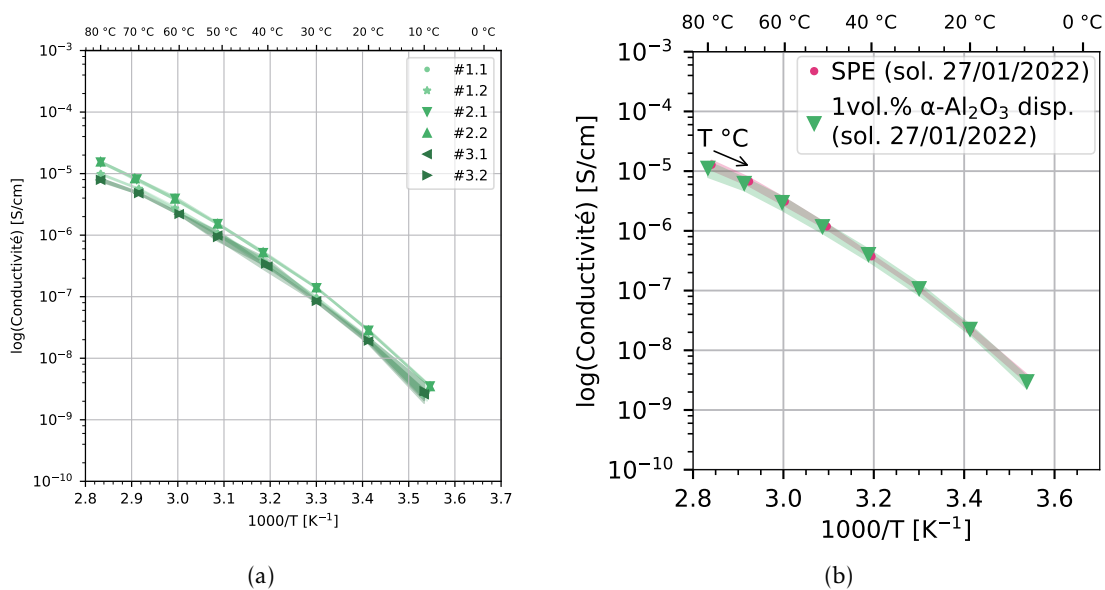 80 °C 70 °C 60 °C 50 °C 40 °C 30 °C 20 °C 10 °C 0 °C
10⁻³
10⁻⁴
10⁻⁵
10⁻⁶
10⁻⁷
10⁻⁸
10⁻⁹
10⁻¹⁰
log(Conductivité) [S/cm]
#1.1
#1.2
#2.1
#2.2
#3.1
#3.2
2.8 2.9 3.0 3.1 3.2 3.3 3.4 3.5 3.6 3.7
1000/T [K⁻¹]
(a)
80 °C 60 °C 40 °C 20 °C 0 °C
10⁻³
10⁻⁴
10⁻⁵
10⁻⁶
10⁻⁷
10⁻⁸
10⁻⁹
10⁻¹⁰
log(Conductivité) [S/cm]
SPE (sol. 27/01/2022)
1vol.% α-Al₂O₃ disp.
(sol. 27/01/2022)
T °C
2.8 3.0 3.2 3.4 3.6
1000/T [K⁻¹]
(b)